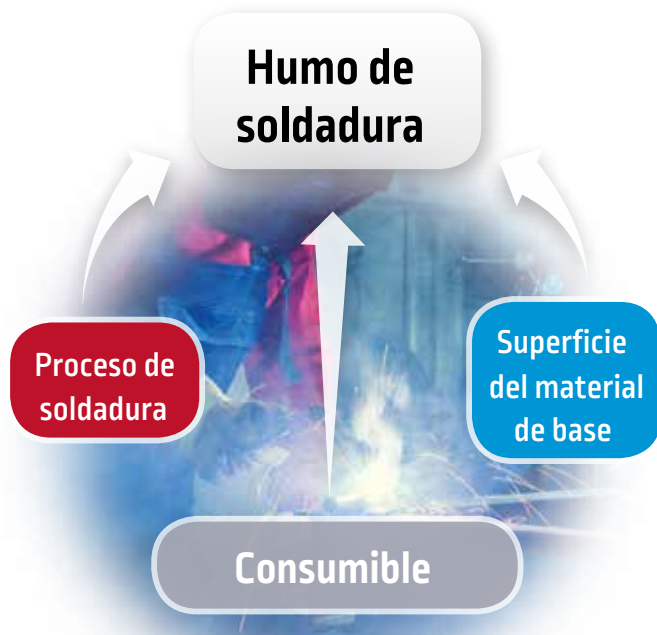 Humo de
soldadura
Proceso de
soldadura
Superficie
del material
de base
Consumible